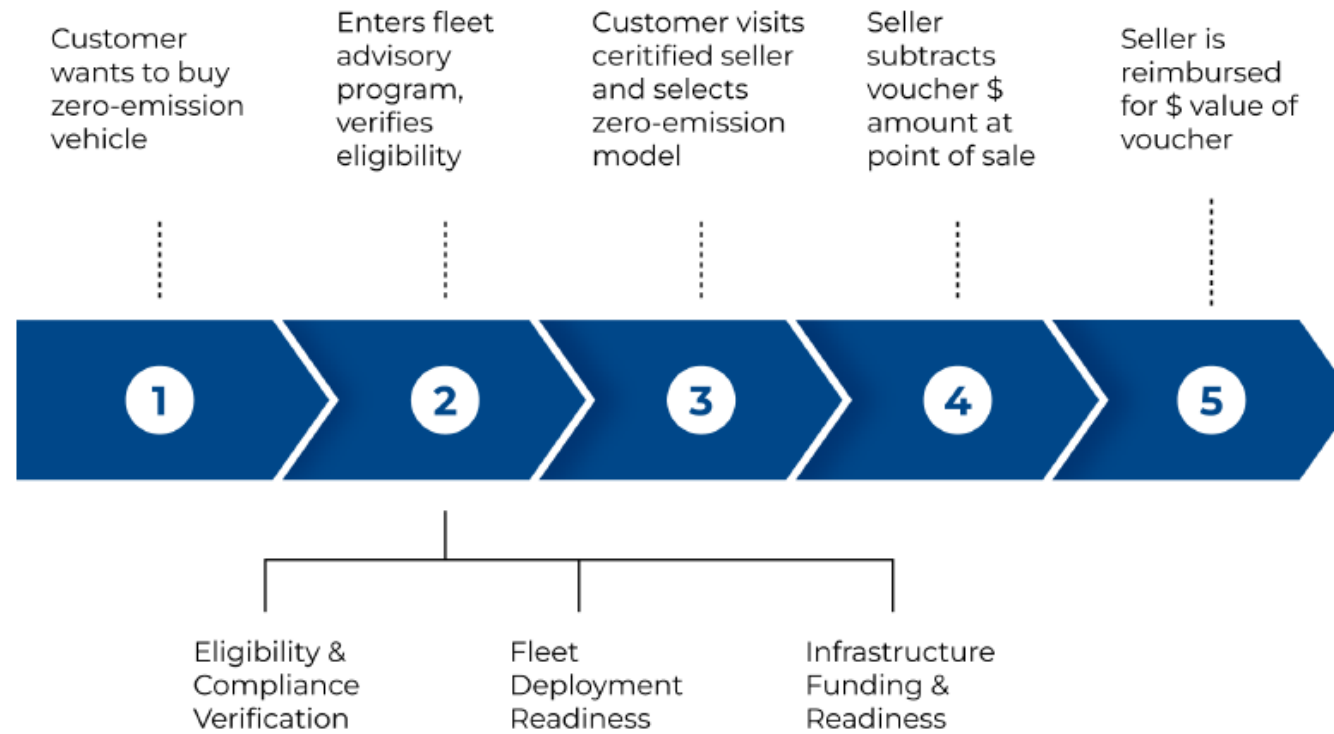 Customer
wants to buy
zero-emission
vehicle
Enters fleet
advisory
program,
verifies
eligibility
Customer visits
ceritified seller
and selects
zero-emission
model
Seller
subtracts
voucher $
amount at
point of sale
Seller is
reimbursed
for $ value of
voucher
1
2
3
4
5
Eligibility &
Compliance
Verification
Fleet
Deployment
Readiness
Infrastructure
Funding &
Readiness